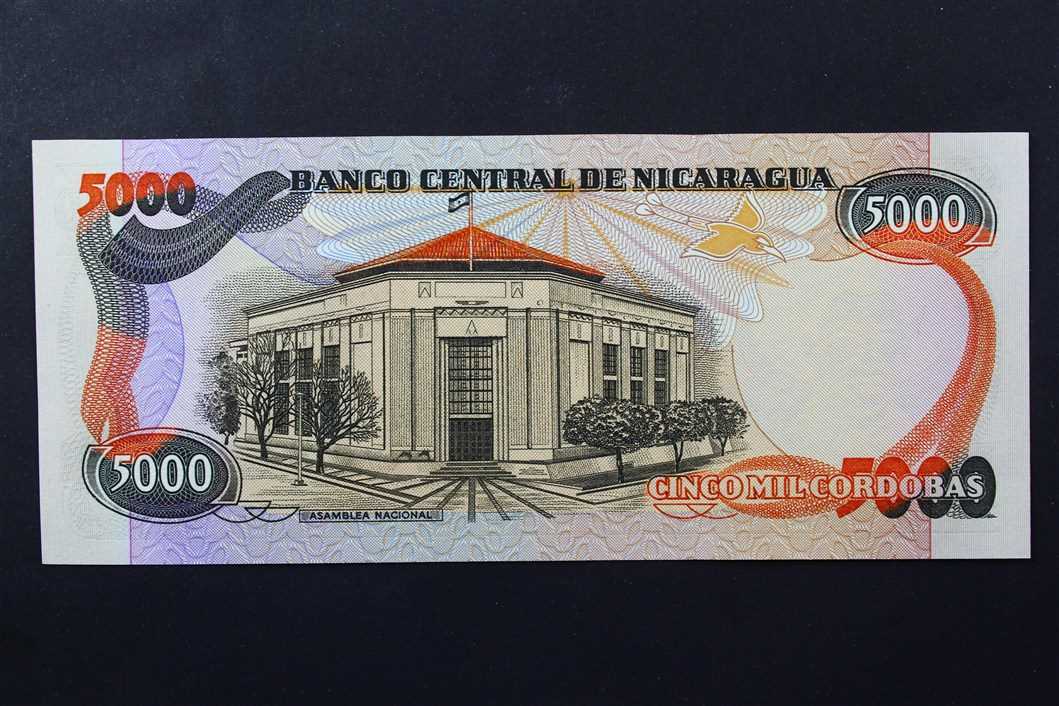 BANCO CENTRAL DE NICARAGUA
5000
5000
5000
ASAMBLEA NACIONAL
CINCO MIL CORDOBAS
5000